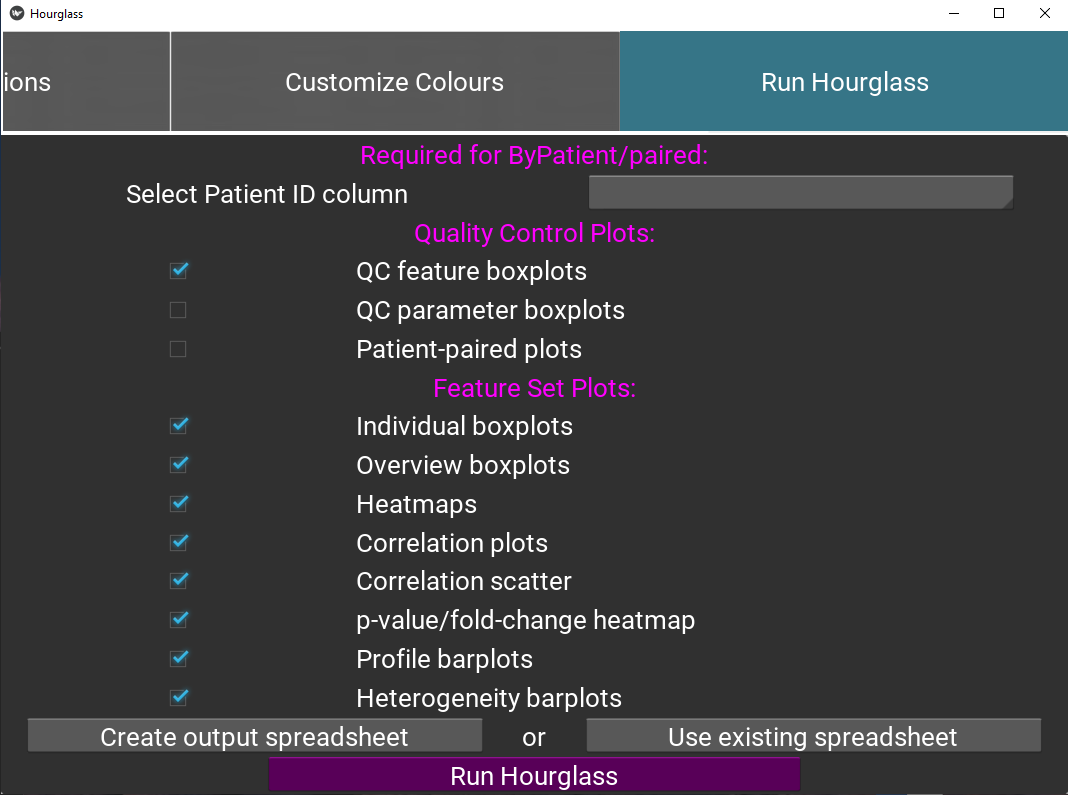 Hourglass
ions
Customize Colours
Run Hourglass
Required for ByPatient/paired:
Select Patient ID column
Quality Control Plots:
QC feature boxplots
QC parameter boxplots
Patient-paired plots
Feature Set Plots:
Individual boxplots
Overview boxplots
Heatmaps
Correlation plots
Correlation scatter
p-value/fold-change heatmap
Profile barplots
Heterogeneity barplots
Create output spreadsheet or Use existing spreadsheet
Run Hourglass